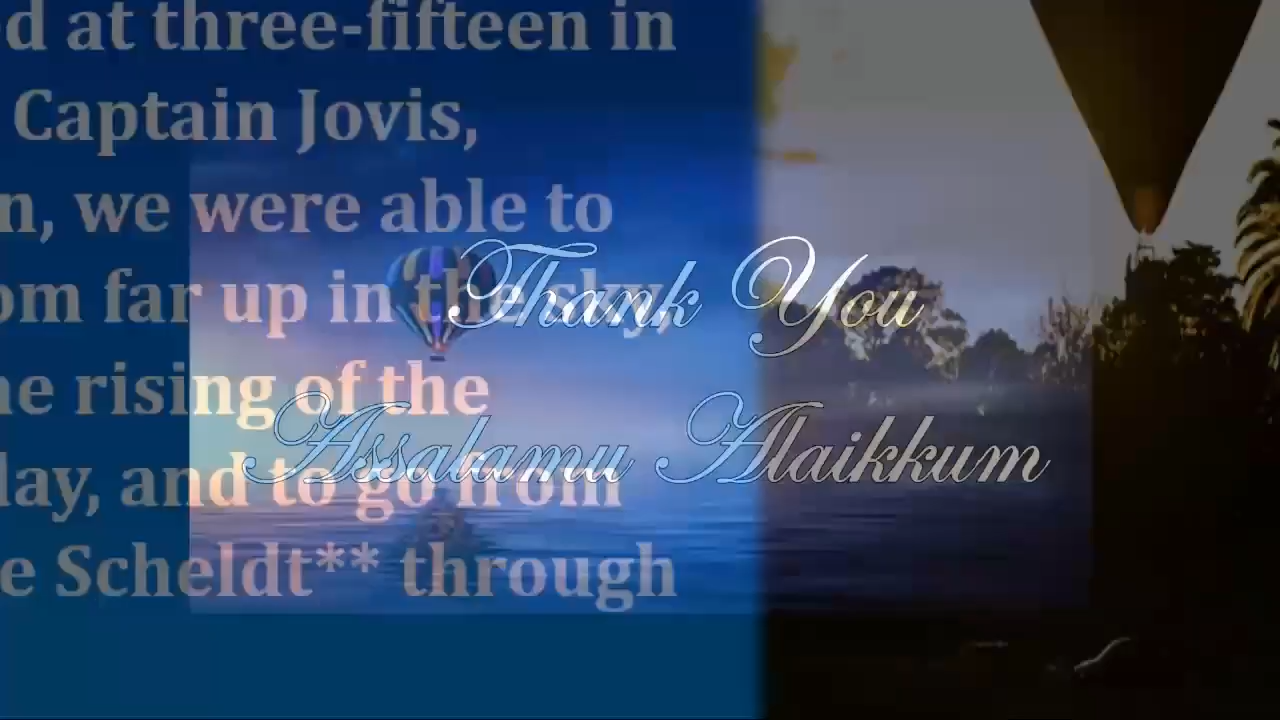 d at three-fifteen in
Captain Jovis,
n, we were able to
om far up in the sky,
he rising of the
lay, and to go from
e Scheldt** through
Thank You
Assalamu Alaikkum